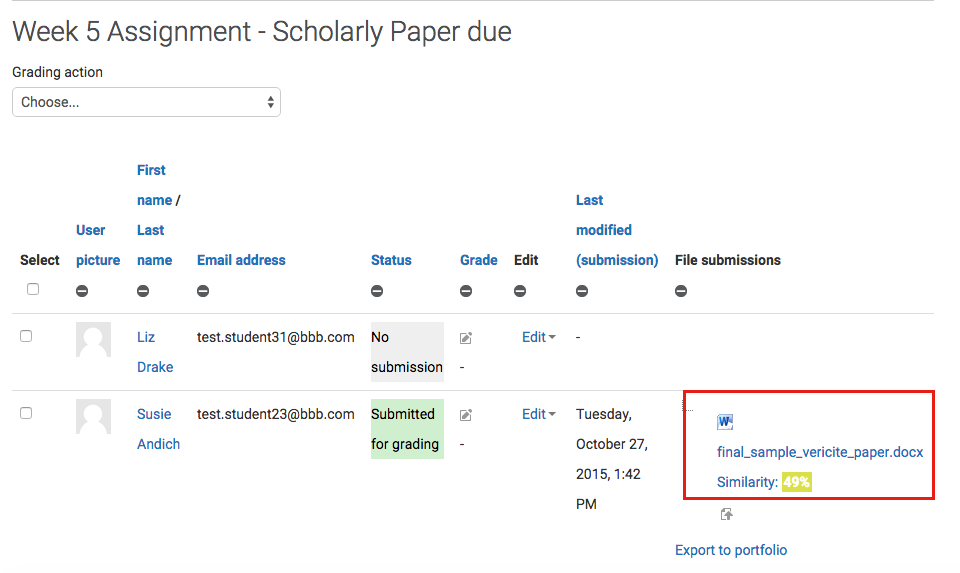 Week 5 Assignment - Scholarly Paper due
Grading action
Choose...
Select
User
picture
First
name /
Last
name
Email address
Status
Grade
Edit
Last
modified
(submission)
File submissions
Liz
Drake
test.student31@bbb.com
No
submission
-
Edit
-
Susie
Andich
test.student23@bbb.com
Submitted
for grading
-
Edit
Tuesday,
October 27,
2015, 1:42
PM
W
final_sample_vericite_paper.docx
Similarity: 49%
Export to portfolio